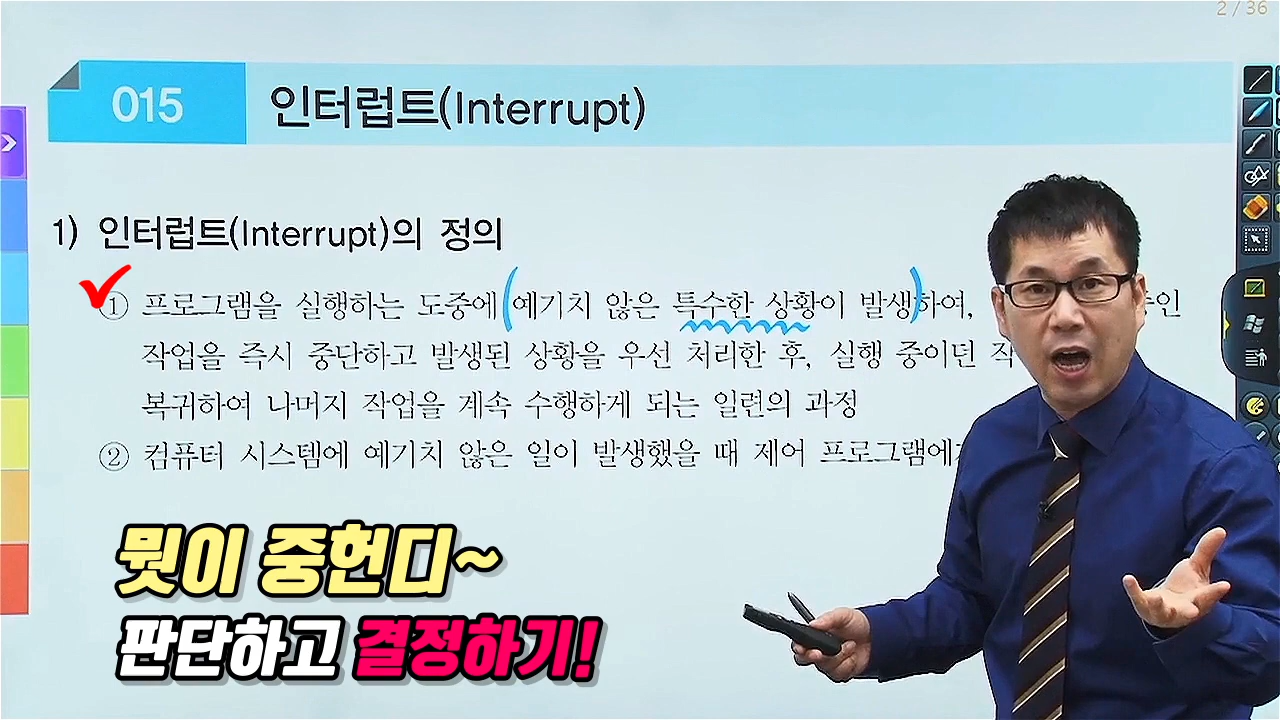 2 / 36
015 인터럽트(Interrupt)
1) 인터럽트(Interrupt)의 정의
① 프로그램을 실행하는 도중에 예기치 않은 특수한 상황이 발생하여, 중인
작업을 즉시 중단하고 발생된 상황을 우선 처리한 후, 실행 중이던
복귀하여 나머지 작업을 계속 수행하게 되는 일련의 과정
② 컴퓨터 시스템에 예기치 않은 일이 발생했을 때 제어 프로그램에
뭣이 중헌디~
판단하고 결정하기!